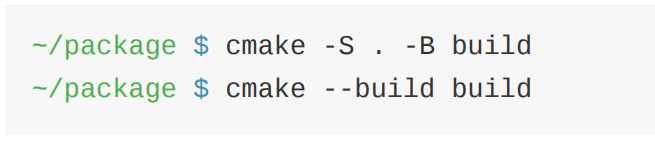 ~/package $ cmake -S . -B build
~/package $ cmake --build build